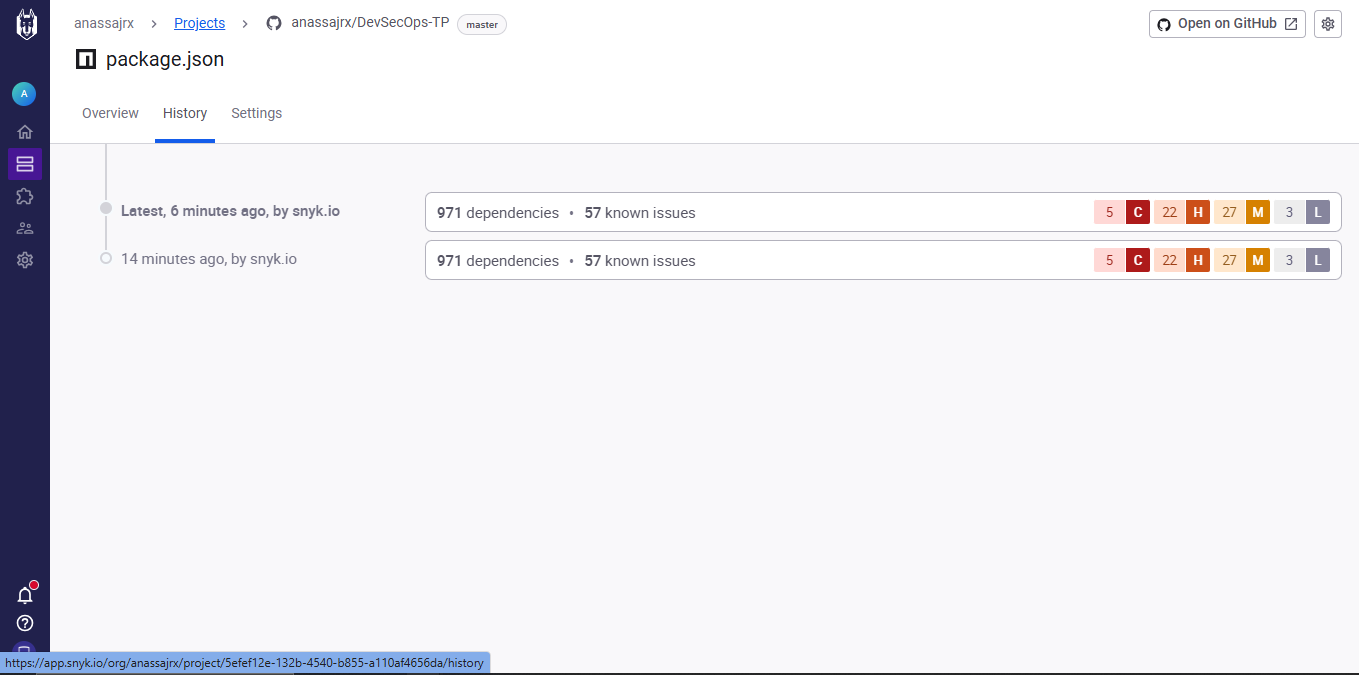 anassajrx > Projects > anassajrx/DevSecOps-TP master
Open on GitHub
package.json
A
Overview History Settings
Latest, 6 minutes ago, by snyk.io
971 dependencies • 57 known issues 5 C 22 H 27 M 3 L
14 minutes ago, by snyk.io
971 dependencies • 57 known issues 5 C 22 H 27 M 3 L
https://app.snyk.io/org/anassajrx/project/5efef12e-132b-4540-b855-a110af4656da/history